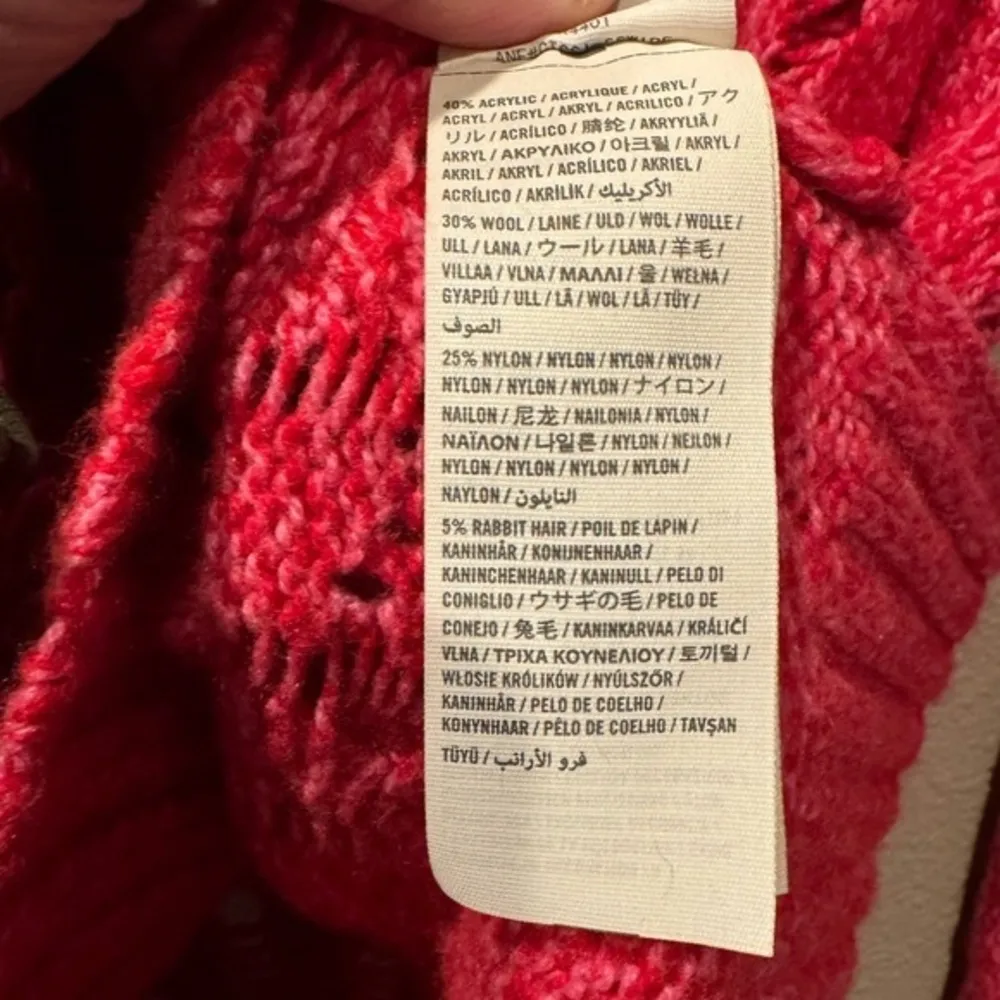 40% ACRYLIC / ACRYLIQUE / ACRYL /
ACRYL / ACRYL / AKRYL / ACRILICO / アク
リル / ACRÍLICO / 腈纶 / AKRYYLIÄ /
AKRYL / ΑΚΡΥΛΙΚΟ / 아크릴 / AKRYL /
AKRIL / AKRYL / ACRÍLICO / AKRIEL /
ACRÍLICO / AKRİLİK / الأكريليك
30% WOOL / LAINE / ULD / WOL / WOLLE /
ULL / LANA / ウール / LANA / 羊毛 /
VILLAA / VLNA / ΜΑΛΛΙ / 울 / WEŁNA /
GYAPJÚ / ULL / LÃ / WOL / LÃ / TÜY /
الصوف
25% NYLON / NYLON / NYLON / NYLON /
NYLON / NYLON / NYLON / ナイロン /
NAILON / 尼龙 / NAILONIA / NYLON /
ΝΑΪΛΟΝ / 나일론 / NYLON / NEJLON /
NYLON / NYLON / NYLON / NYLON /
NAYLON / النايلون
5% RABBIT HAIR / POIL DE LAPIN /
KANINHÅR / KONIJNENHAAR /
KANINCHENHAAR / KANINULL / PELO DI
CONIGLIO / ウサギの毛 / PELO DE
CONEJO / 兔毛 / KANINKARVAA / KRÁLIČÍ
VLNA / ΤΡΙΧΑ ΚΟΥΝΕΛΙΟΥ / 토끼털 /
WŁOSIE KRÓLIKÓW / NYÚLSZŐR /
KANINHÅR / PELO DE COELHO /
KONYNHAAR / PÊLO DE COELHO / TAVŞAN
TÜYÜ / فرو الأرانب